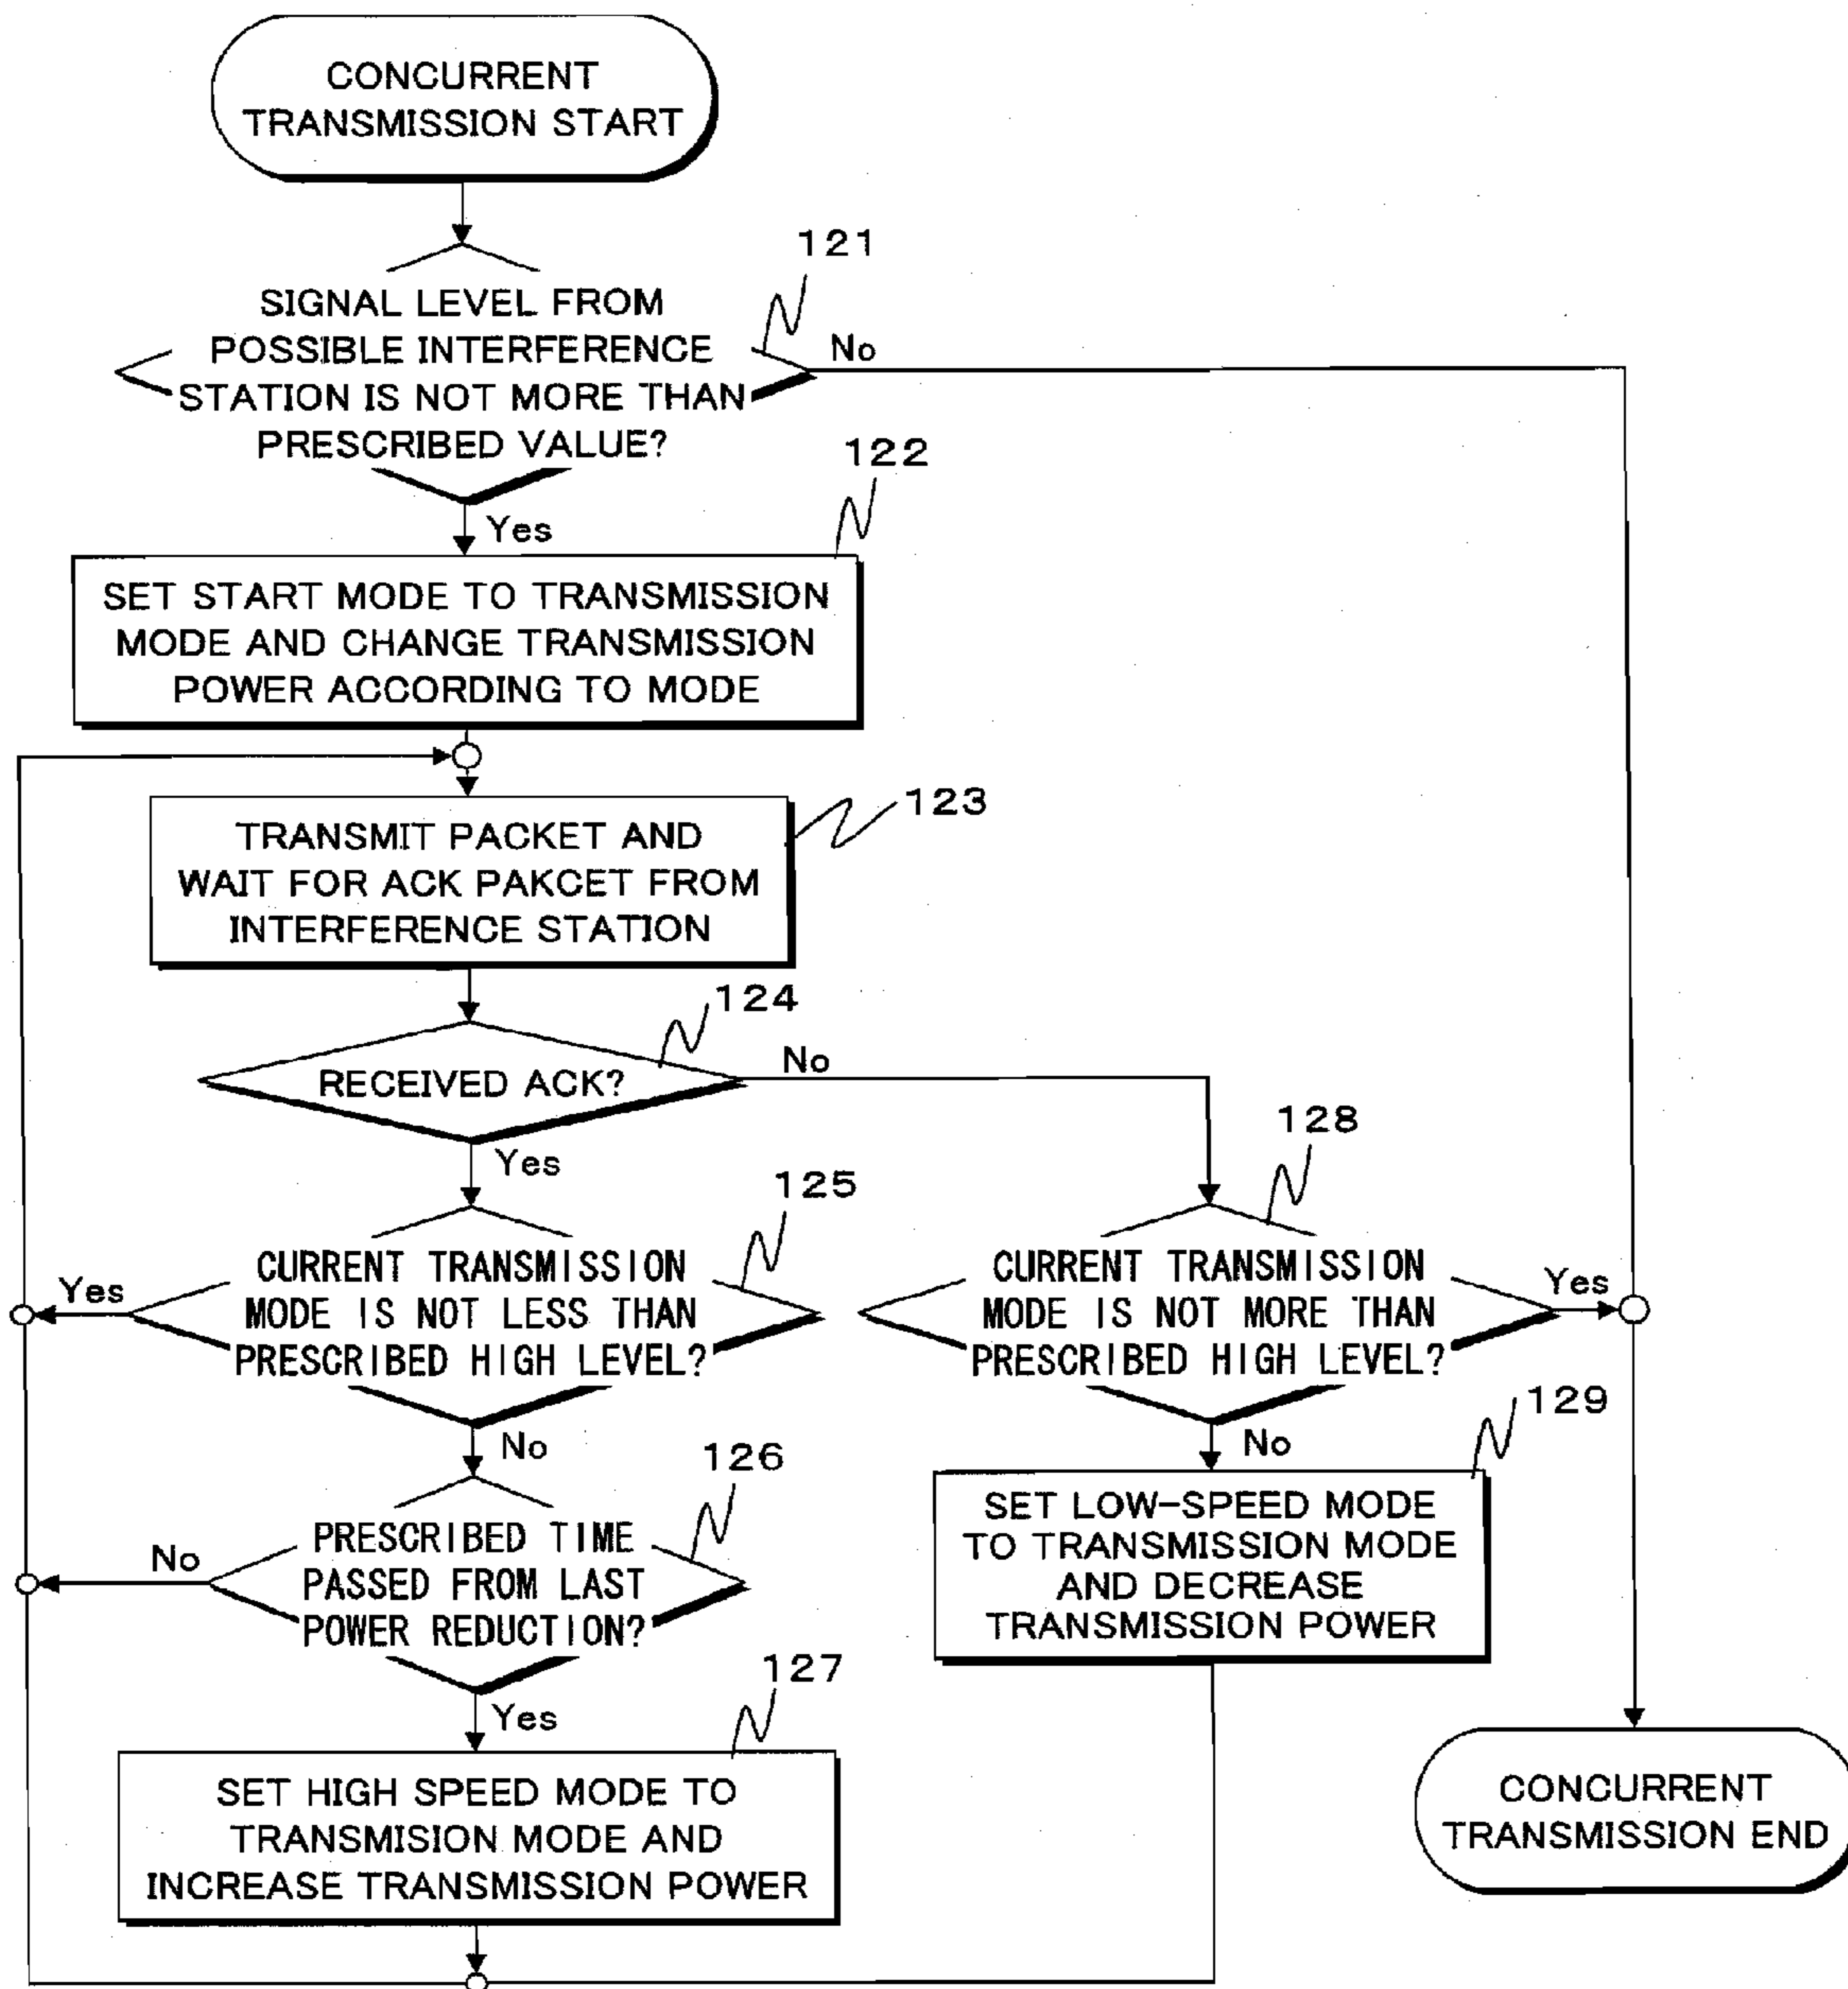 CONCURRENT
TRANSMISSION START
121
SIGNAL LEVEL FROM
POSSIBLE INTERFERENCE
STATION IS NOT MORE THAN
PRESCRIBED VALUE?
No
122
Yes
SET START MODE TO TRANSMISSION
MODE AND CHANGE TRANSMISSION
POWER ACCORDING TO MODE
123
TRANSMIT PACKET AND
WAIT FOR ACK PAKCET FROM
INTERFERENCE STATION
124
RECEIVED ACK?
No
Yes
125
CURRENT TRANSMISSION
MODE IS NOT LESS THAN
PRESCRIBED HIGH LEVEL?
Yes
No
128
CURRENT TRANSMISSION
MODE IS NOT MORE THAN
PRESCRIBED HIGH LEVEL?
Yes
No
126
PRESCRIBED TIME
PASSED FROM LAST
POWER REDUCTION?
No
Yes
129
SET LOW-SPEED MODE
TO TRANSMISSION MODE
AND DECREASE
TRANSMISSION POWER
127
SET HIGH SPEED MODE TO
TRANSMISION MODE AND
INCREASE TRANSMISSION POWER
CONCURRENT
TRANSMISSION END